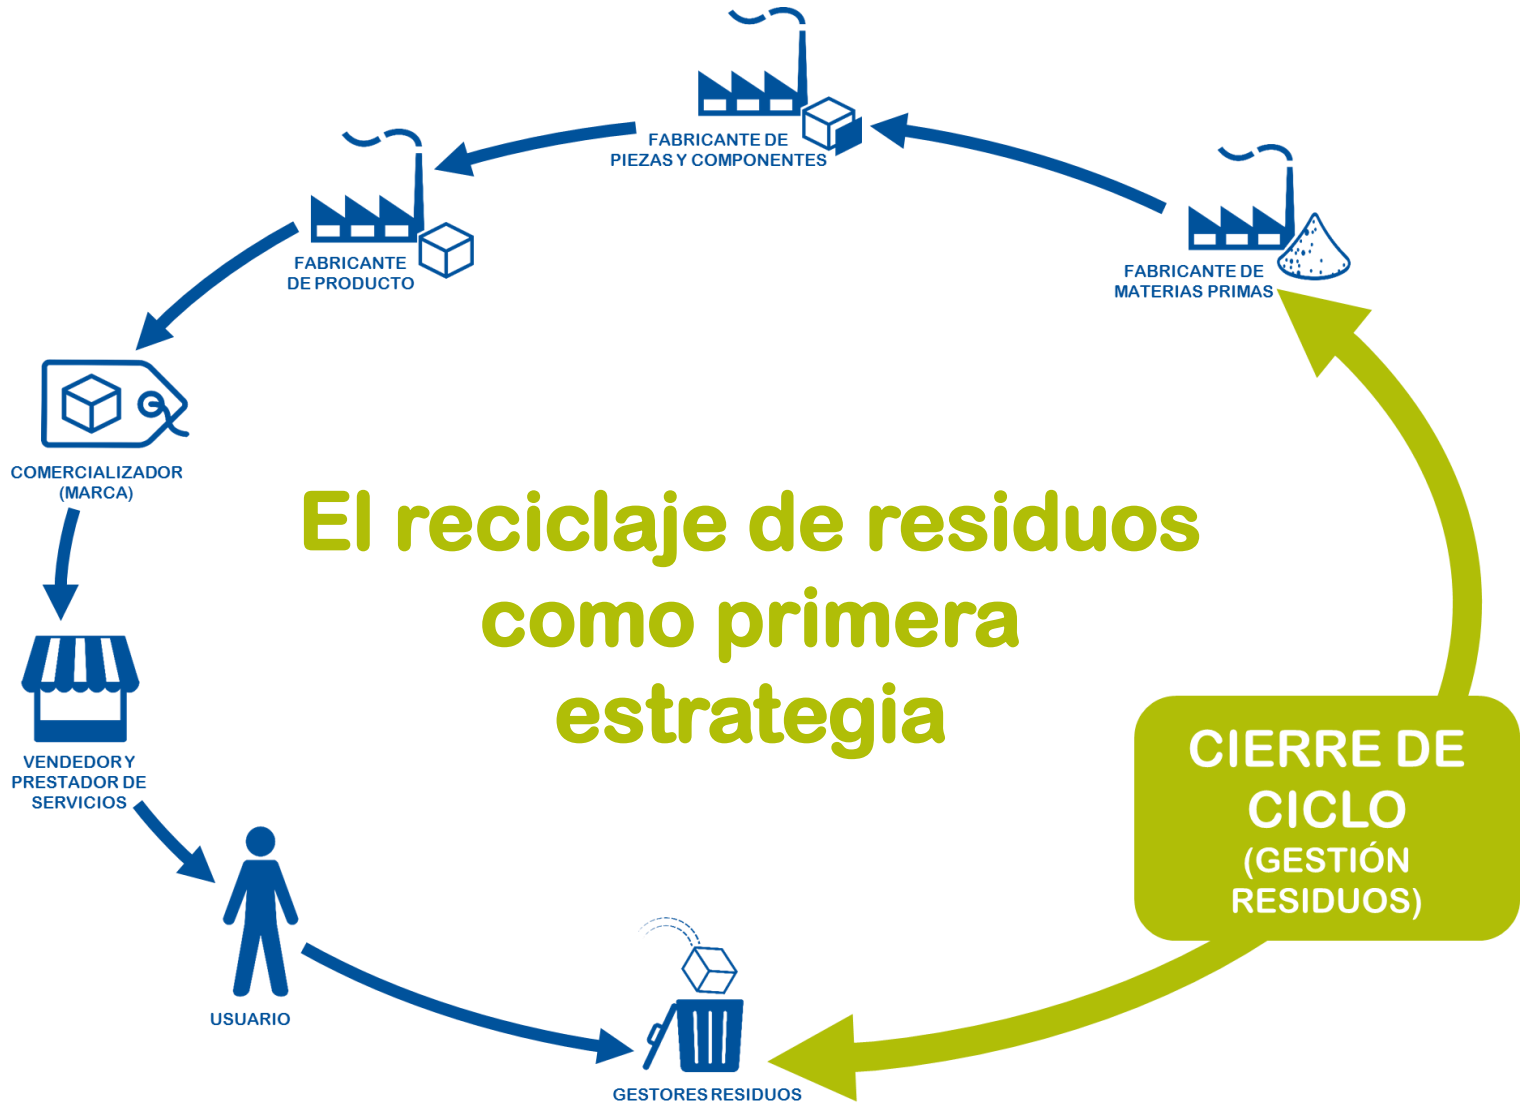 FABRICANTE DE
PIEZAS Y COMPONENTES
FABRICANTE
DE PRODUCTO
FABRICANTE DE
MATERIAS PRIMAS
COMERCIALIZADOR
(MARCA)
El reciclaje de residuos
como primera
estrategia
VENDEDOR Y
PRESTADOR DE
SERVICIOS
CIERRE DE
CICLO
(GESTIÓN
RESIDUOS)
USUARIO
GESTORES RESIDUOS